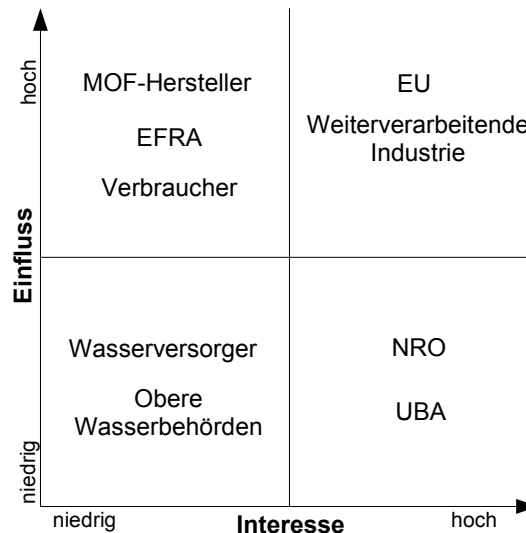 hoch
MOF-Hersteller
EFRA
Verbraucher
EU
Weiterverarbeitende
Industrie
Einfluss
Wasserversorger
Obere
Wasserbehörden
NRO
UBA
niedrig
niedrig
Interesse
hoch